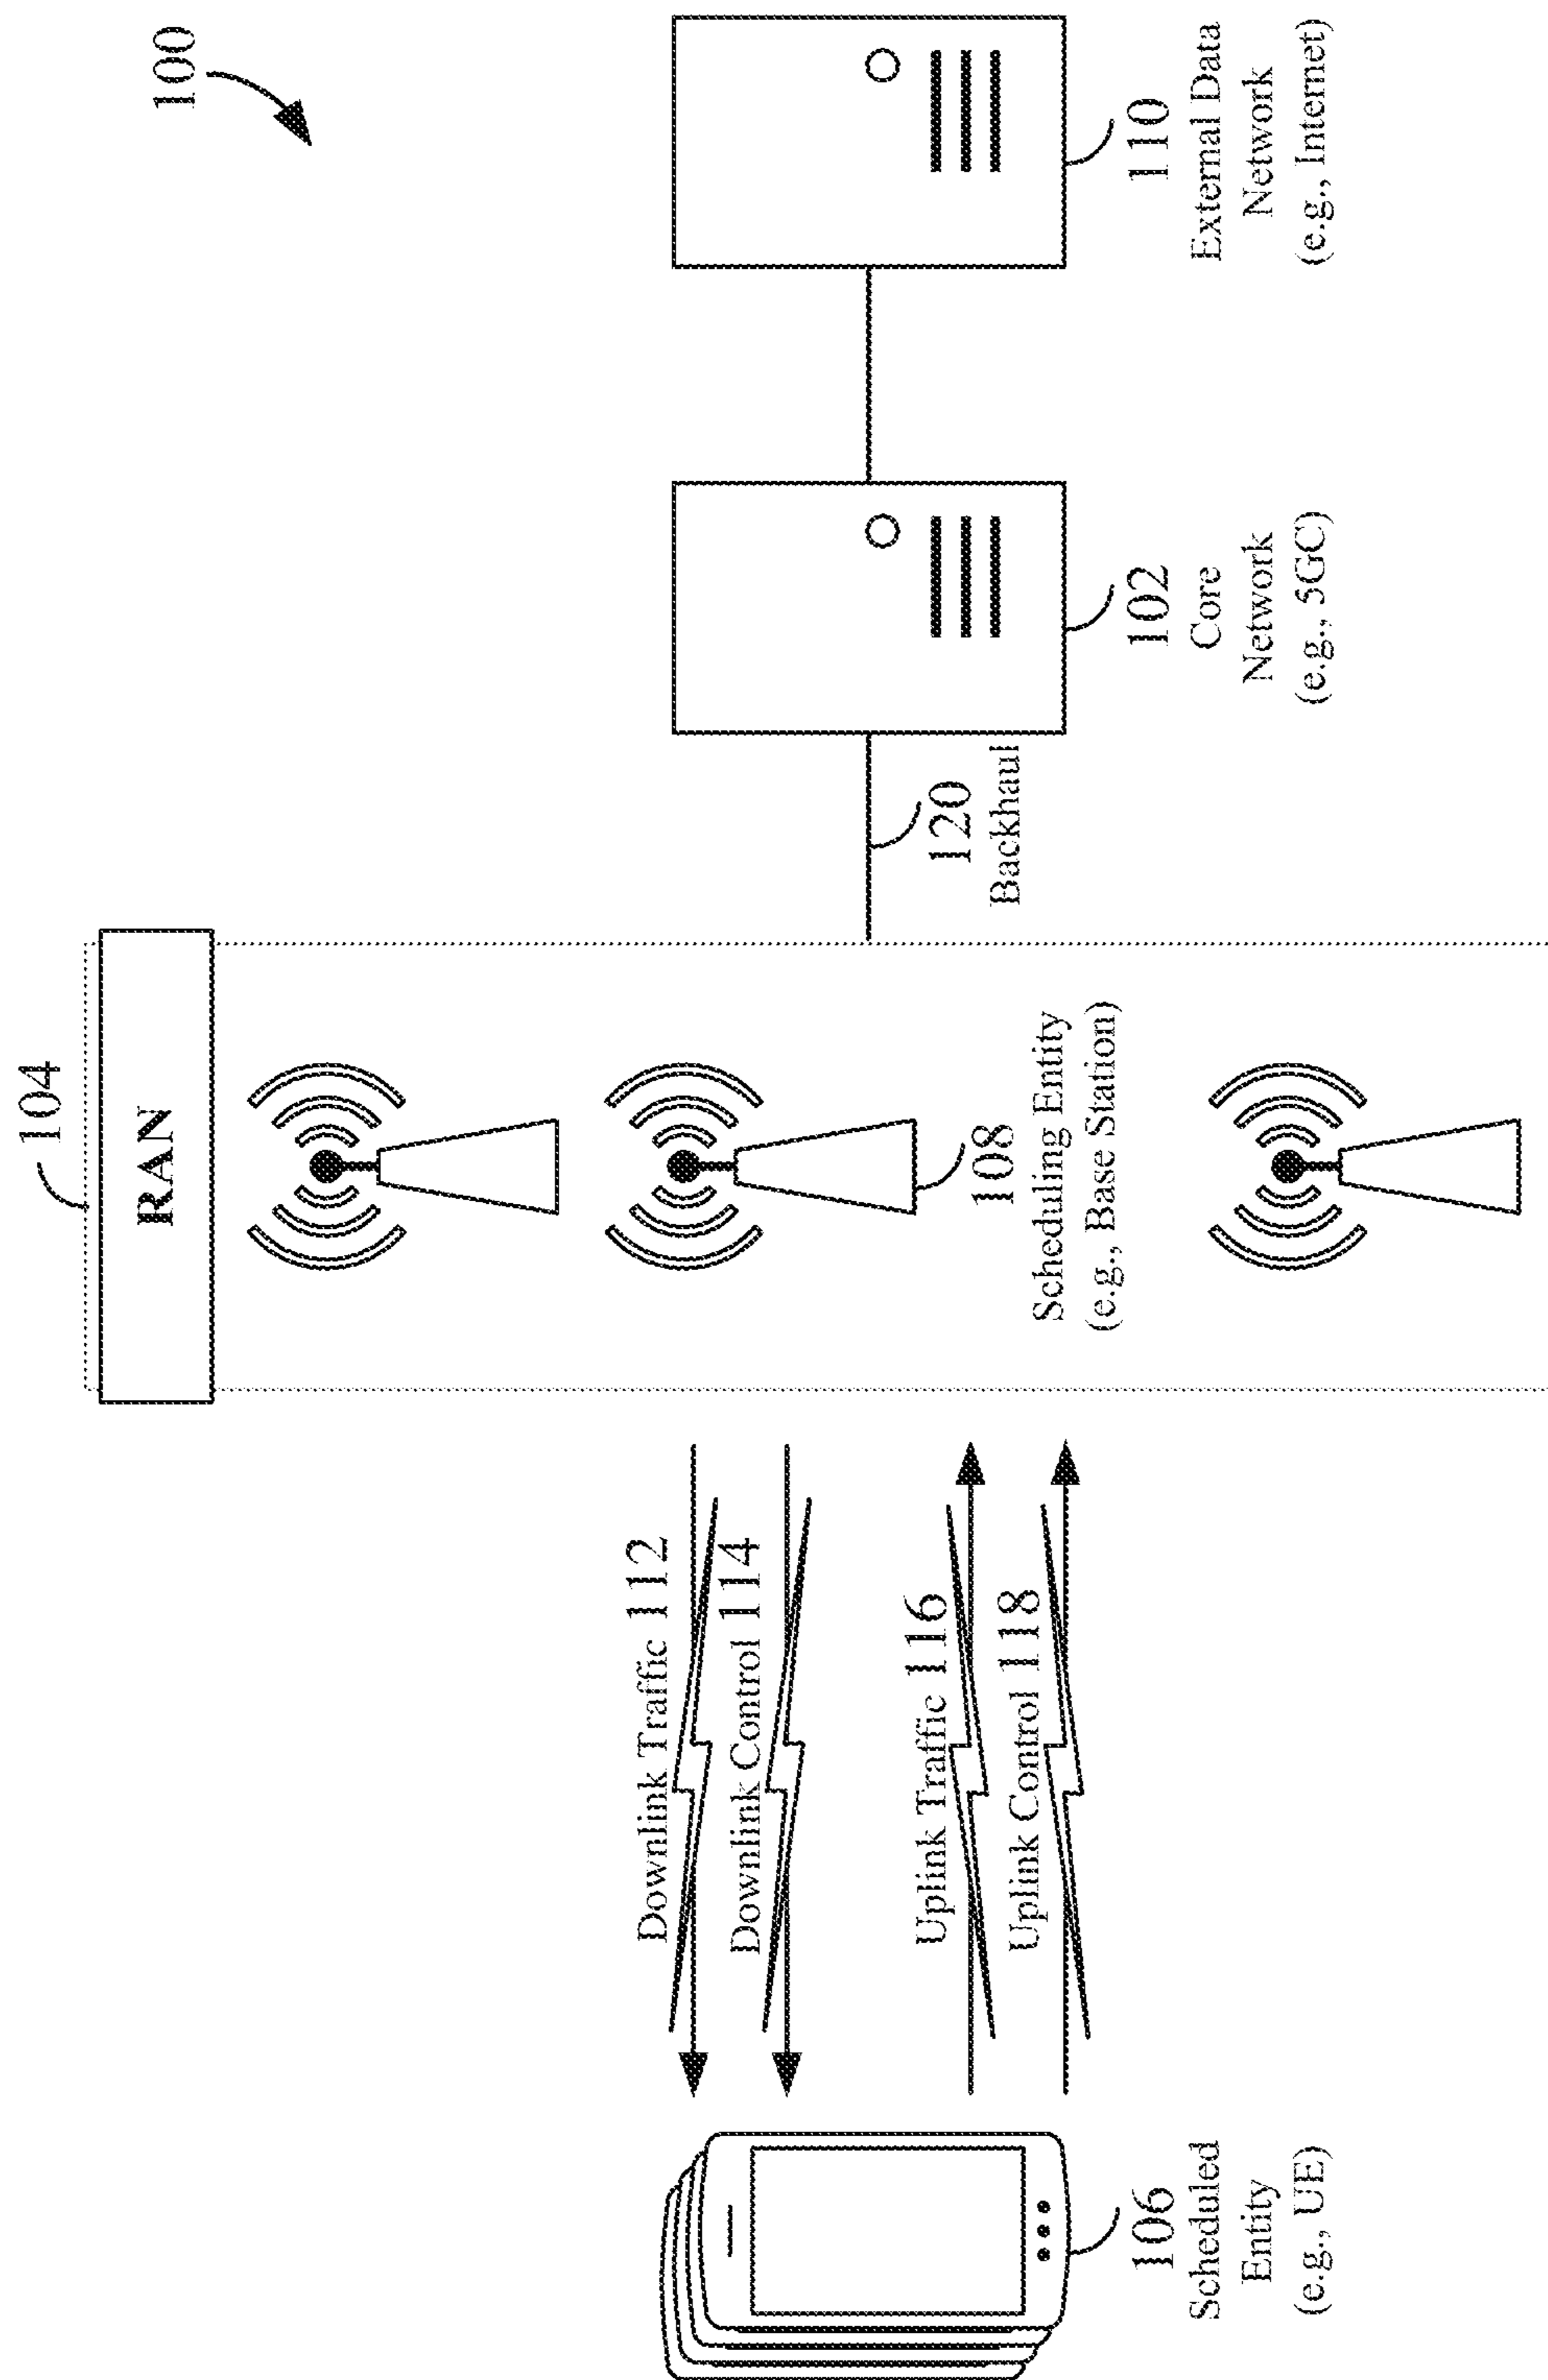 100
104
RAN
Downlink Traffic 112
Downlink Control 114
Uplink Traffic 116
Uplink Control 118
108
Scheduling Entity
(e.g., Base Station)
120
Backhaul
106
Scheduled
Entity
(e.g., UE)
102
Core
Network
(e.g., 5GC)
110
External Data
Network
(e.g., Internet)